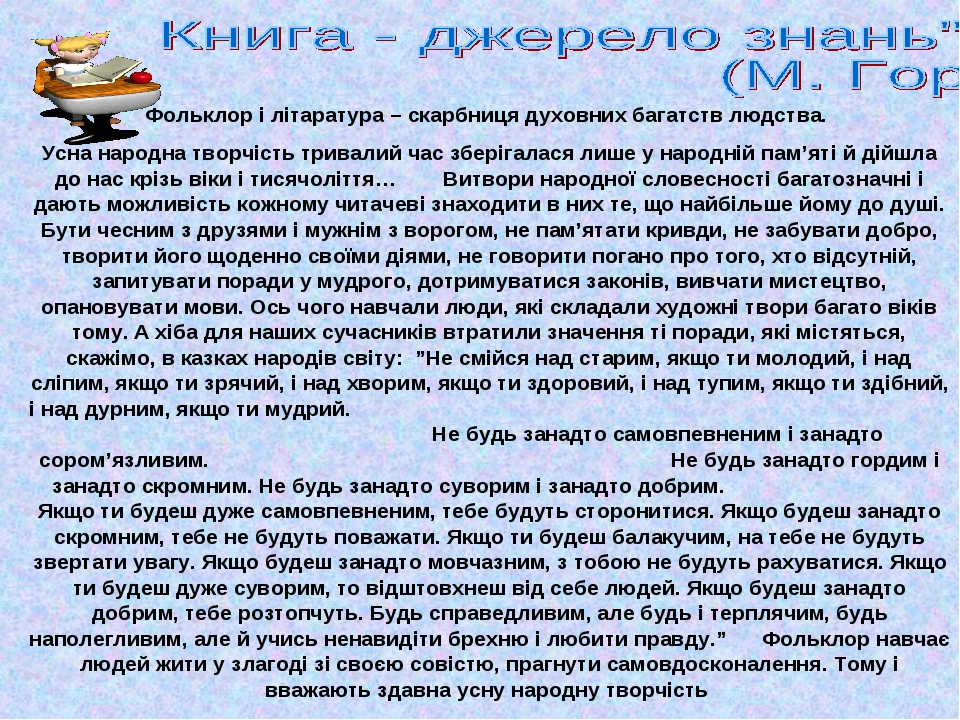 Книга - джерело знань"
(М. Гор
Фольклор і літаратура – скарбниця духовних багатств людства.
Усна народна творчість тривалий час зберігалася лише у народній пам’яті й дійшла
до нас крізь віки і тисячоліття… Витвори народної словесності багатозначні і
дають можливість кожному читачеві знаходити в них те, що найбільше йому до душі.
Бути чесним з друзями і мужнім з ворогом, не пам’ятати кривди, не забувати добро,
творити його щоденно своїми діями, не говорити погано про того, хто відсутній,
запитувати поради у мудрого, дотримуватися законів, вивчати мистецтво,
опановувати мови. Ось чого навчали люди, які складали художні твори багато віків
тому. А хіба для наших сучасників втратили значення ті поради, які містяться,
скажімо, в казках народів світу: ”Не смійся над старим, якщо ти молодий, і над
сліпим, якщо ти зрячий, і над хворим, якщо ти здоровий, і над тупим, якщо ти здібний,
і над дурним, якщо ти мудрий.
Не будь занадто самовпевненим і занадто
сором’язливим. Не будь занадто гордим і
занадто скромним. Не будь занадто суворим і занадто добрим.
Якщо ти будеш дуже самовпевненим, тебе будуть сторонитися. Якщо будеш занадто
скромним, тебе не будуть поважати. Якщо ти будеш балакучим, на тебе не будуть
звертати увагу. Якщо будеш занадто мовчазним, з тобою не будуть рахуватися. Якщо
ти будеш дуже суворим, то відштовхнеш від себе людей. Якщо будеш занадто
добрим, тебе розтопчуть. Будь справедливим, але будь і терплячим, будь
наполегливим, але й учись ненавидіти брехню і любити правду.” Фольклор навчає
людей жити у злагоді зі своєю совістю, прагнути самовдосконалення. Тому і
вважають здавна усну народну творчість